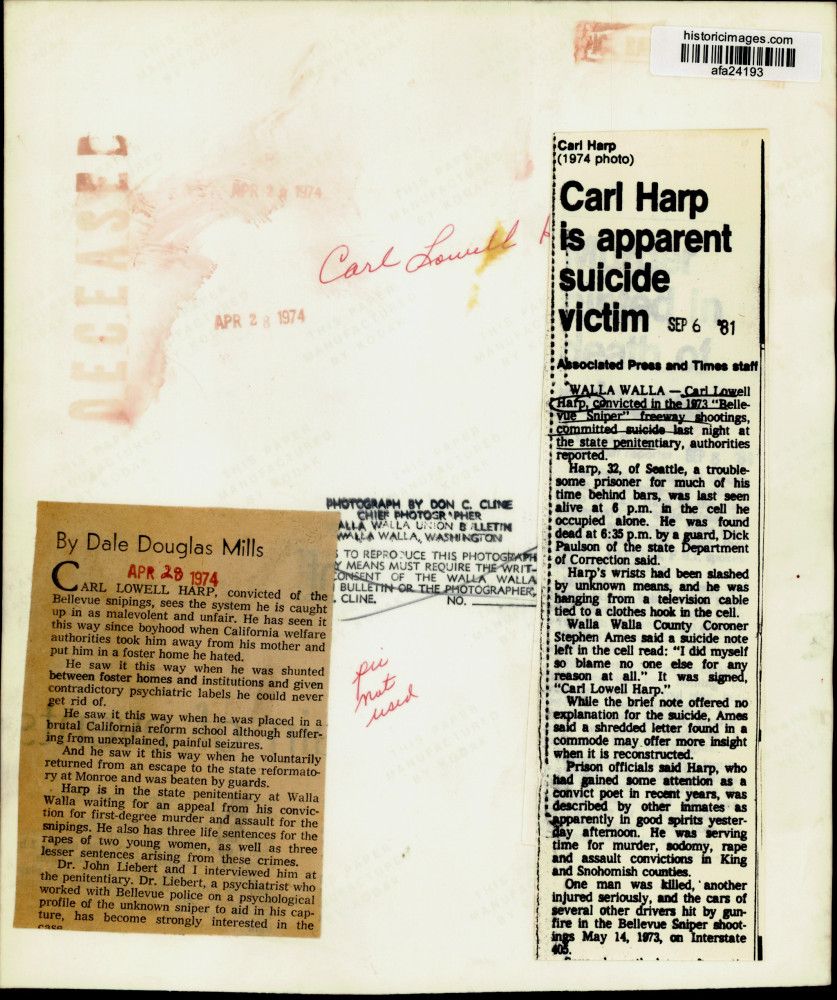 historicimages.com
afa24193
DECEASED
APR 28 1974
Carl Lowell
APR 28 1974
Carl Harp
(1974 photo)
Carl Harp
is apparent
suicide
victim SEP 6 '81
Associated Press and Times staff
WALLA WALLA — Carl Lowell
Harp, convicted in the 1973 "Belle-
vue Sniper" freeway shootings,
committed suicide last night at
the state penitentiary, authorities
reported.
Harp, 32, of Seattle, a trouble-
some prisoner for much of his
time behind bars, was last seen
alive at 6 p.m. in the cell he
occupied alone. He was found
dead at 6:35 p.m. by a guard, Dick
Paulson of the state Department
of Correction said.
Harp's wrists had been slashed
by unknown means, and he was
hanging from a television cable
tied to a clothes hook in the cell.
Walla Walla County Coroner
Stephen Ames said a suicide note
left in the cell read: "I did myself
so blame no one else for any
reason at all." It was signed,
"Carl Lowell Harp."
While the brief note offered no
explanation for the suicide, Ames
said a shredded letter found in a
commode may offer more insight
when it is reconstructed.
Prison officials said Harp, who
had gained some attention as a
convict poet in recent years, was
described by other inmates as
apparently in good spirits yester-
day afternoon. He was serving
time for murder, sodomy, rape
and assault convictions in King
and Snohomish counties.
One man was killed, another
injured seriously, and the cars of
several other drivers hit by gun-
fire in the Bellevue Sniper shoot-
ings May 14, 1973, on Interstate
405.
PHOTOGRAPH BY DON C. CLINE
CHIEF PHOTOGRAPHER
ALLA WALLA UNION BULLETIN
WALLA WALLA, WASHINGTON
TO REPRODUCE THIS PHOTOGRAPH
Y MEANS MUST REQUIRE THE WRIT-
ONSENT OF THE WALLA WALLA
BULLETIN OR THE PHOTOGRAPHER,
. CLINE. NO.
pic
not
used
By Dale Douglas Mills
APR 28 1974
CARL LOWELL HARP, convicted of the
Bellevue snipings, sees the system he is caught
up in as malevolent and unfair. He has seen it
this way since boyhood when California welfare
authorities took him away from his mother and
put him in a foster home he hated.
He saw it this way when he was shunted
between foster homes and institutions and given
contradictory psychiatric labels he could never
get rid of.
He saw it this way when he was placed in a
brutal California reform school although suffer-
ing from unexplained, painful seizures.
And he saw it this way when he voluntarily
returned from an escape to the state reformato-
ry at Monroe and was beaten by guards.
Harp is in the state penitentiary at Walla
Walla waiting for an appeal from his convic-
tion for first-degree murder and assault for the
snipings. He also has three life sentences for the
rapes of two young women, as well as three
lesser sentences arising from these crimes.
Dr. John Liebert and I interviewed him at
the penitentiary. Dr. Liebert, a psychiatrist who
worked with Bellevue police on a psychological
profile of the unknown sniper to aid in his cap-
ture, has become strongly interested in the
case